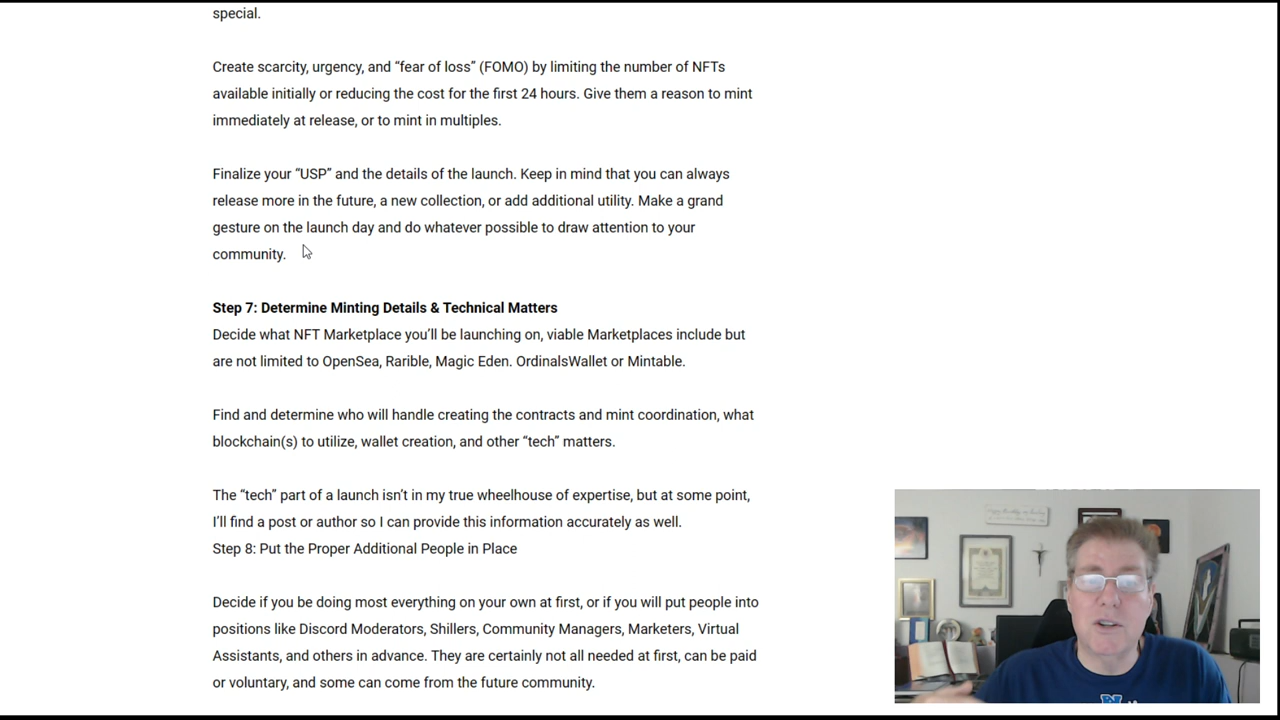 special.
Create scarcity, urgency, and “fear of loss” (FOMO) by limiting the number of NFTs
available initially or reducing the cost for the first 24 hours. Give them a reason to mint
immediately at release, or to mint in multiples.
Finalize your “USP” and the details of the launch. Keep in mind that you can always
release more in the future, a new collection, or add additional utility. Make a grand
gesture on the launch day and do whatever possible to draw attention to your
community.
Step 7: Determine Minting Details & Technical Matters
Decide what NFT Marketplace you’ll be launching on, viable Marketplaces include but
are not limited to OpenSea, Rarible, Magic Eden. OrdinalsWallet or Mintable.
Find and determine who will handle creating the contracts and mint coordination, what
blockchain(s) to utilize, wallet creation, and other “tech” matters.
The “tech” part of a launch isn’t in my true wheelhouse of expertise, but at some point,
I’ll find a post or author so I can provide this information accurately as well.
Step 8: Put the Proper Additional People in Place
Decide if you be doing most everything on your own at first, or if you will put people into
positions like Discord Moderators, Shillers, Community Managers, Marketers, Virtual
Assistants, and others in advance. They are certainly not all needed at first, can be paid
or voluntary, and some can come from the future community.